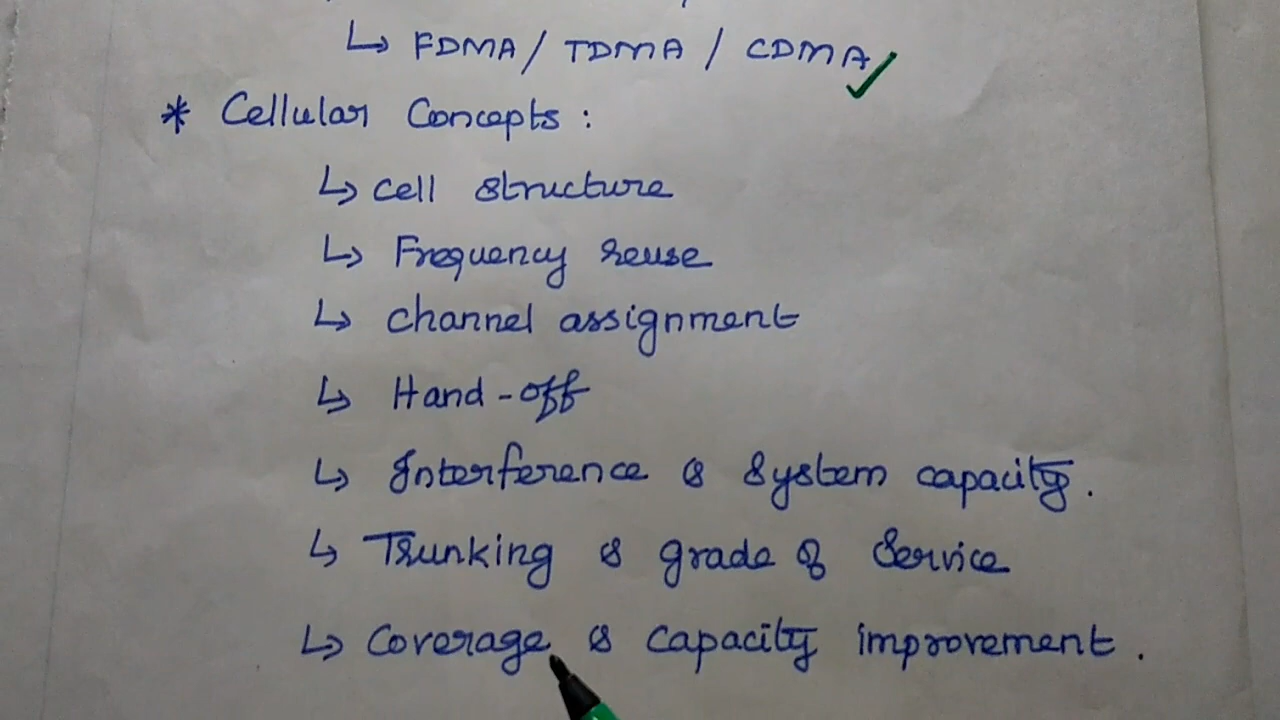 ↳ FDMA / TDMA / CDMA ✓
* Cellular Concepts :
↳ cell structure
↳ Frequency reuse
↳ channel assignment
↳ Hand-off
↳ Interference & System capacity.
↳ Trunking & grade of Service
↳ Coverage & Capacity improvement.